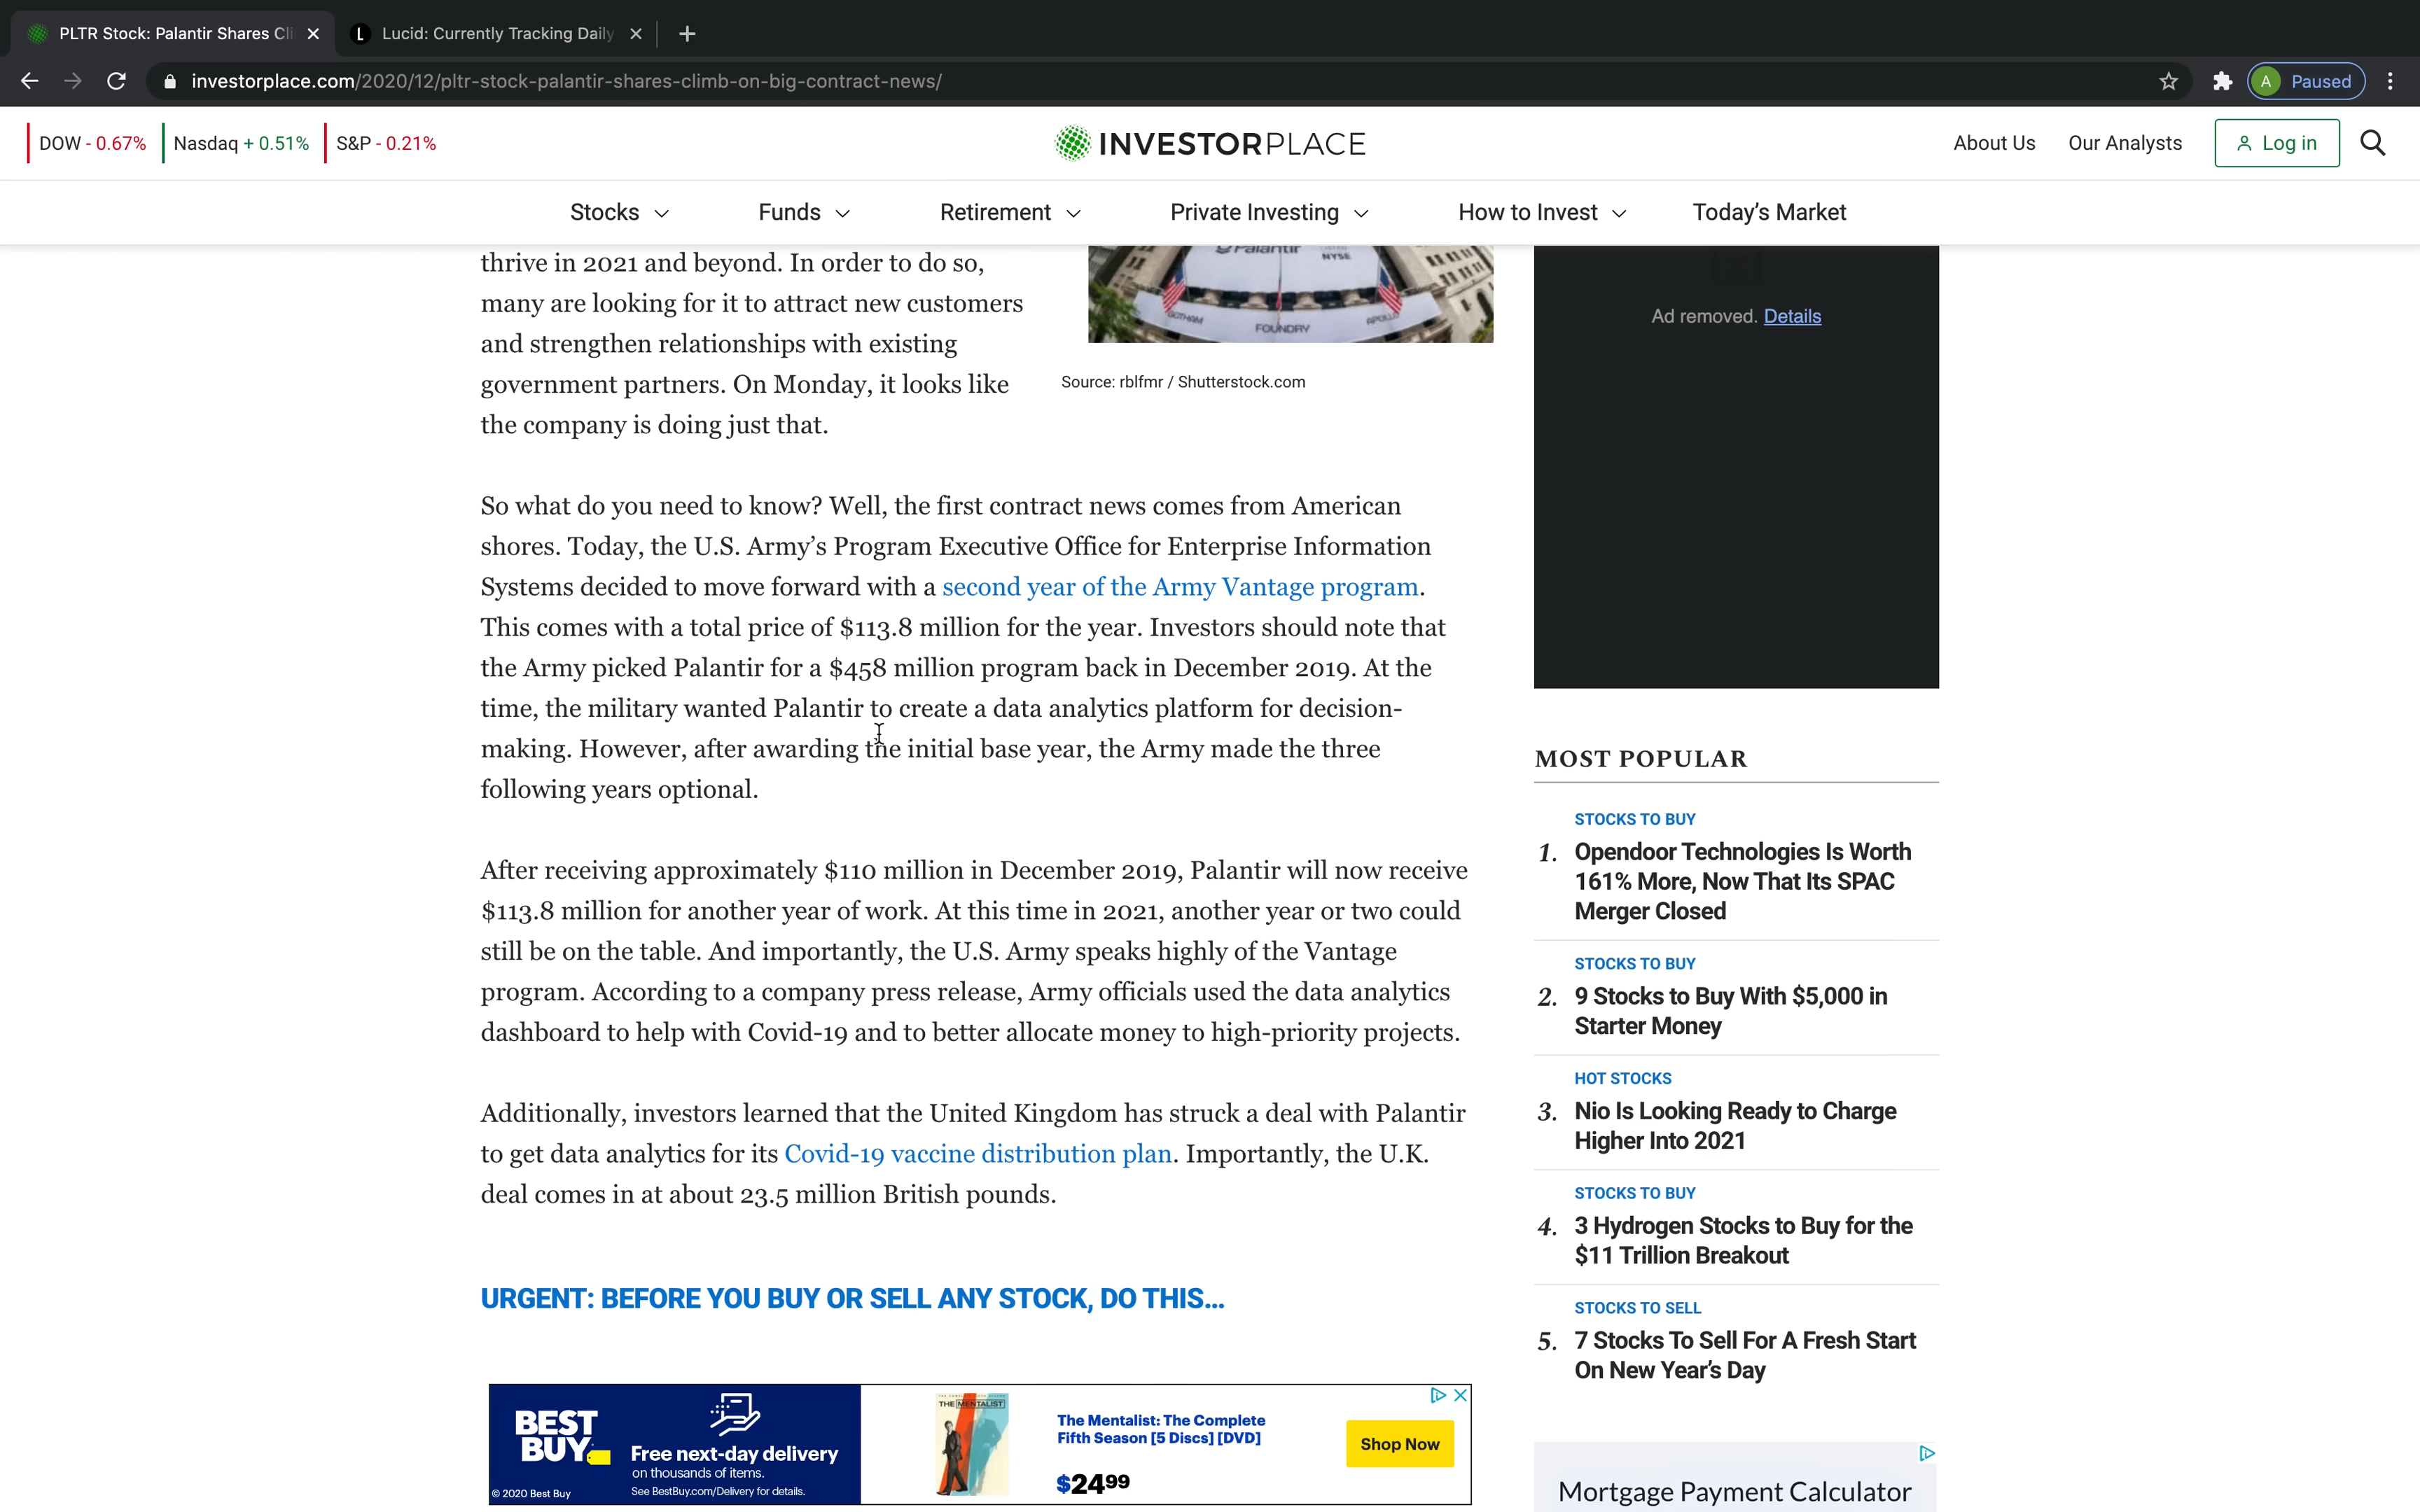 PLTR Stock: Palantir Shares Cli
L Lucid: Currently Tracking Daily
investorplace.com/2020/12/pltr-stock-palantir-shares-climb-on-big-contract-news/
A Paused
DOW - 0.67% Nasdaq + 0.51% S&P - 0.21%
INVESTORPLACE
About Us Our Analysts Log in
Stocks Funds Retirement Private Investing How to Invest Today’s Market
thrive in 2021 and beyond. In order to do so,
many are looking for it to attract new customers
and strengthen relationships with existing
government partners. On Monday, it looks like
the company is doing just that.
Palantir
NYSE
GOTHAM FOUNDRY APOLLO
Source: rblfmr / Shutterstock.com
So what do you need to know? Well, the first contract news comes from American
shores. Today, the U.S. Army’s Program Executive Office for Enterprise Information
Systems decided to move forward with a second year of the Army Vantage program.
This comes with a total price of $113.8 million for the year. Investors should note that
the Army picked Palantir for a $458 million program back in December 2019. At the
time, the military wanted Palantir to create a data analytics platform for decision-
making. However, after awarding the initial base year, the Army made the three
following years optional.
After receiving approximately $110 million in December 2019, Palantir will now receive
$113.8 million for another year of work. At this time in 2021, another year or two could
still be on the table. And importantly, the U.S. Army speaks highly of the Vantage
program. According to a company press release, Army officials used the data analytics
dashboard to help with Covid-19 and to better allocate money to high-priority projects.
Additionally, investors learned that the United Kingdom has struck a deal with Palantir
to get data analytics for its Covid-19 vaccine distribution plan. Importantly, the U.K.
deal comes in at about 23.5 million British pounds.
URGENT: BEFORE YOU BUY OR SELL ANY STOCK, DO THIS...
BEST
BUY
Free next-day delivery
on thousands of items.
See BestBuy.com/Delivery for details.
© 2020 Best Buy
THE MENTALIST
The Mentalist: The Complete
Fifth Season [5 Discs] [DVD]
$2499
Shop Now
Ad removed. Details
MOST POPULAR
STOCKS TO BUY
1. Opendoor Technologies Is Worth
161% More, Now That Its SPAC
Merger Closed
STOCKS TO BUY
2. 9 Stocks to Buy With $5,000 in
Starter Money
HOT STOCKS
3. Nio Is Looking Ready to Charge
Higher Into 2021
STOCKS TO BUY
4. 3 Hydrogen Stocks to Buy for the
$11 Trillion Breakout
STOCKS TO SELL
5. 7 Stocks To Sell For A Fresh Start
On New Year’s Day
Mortgage Payment Calculator